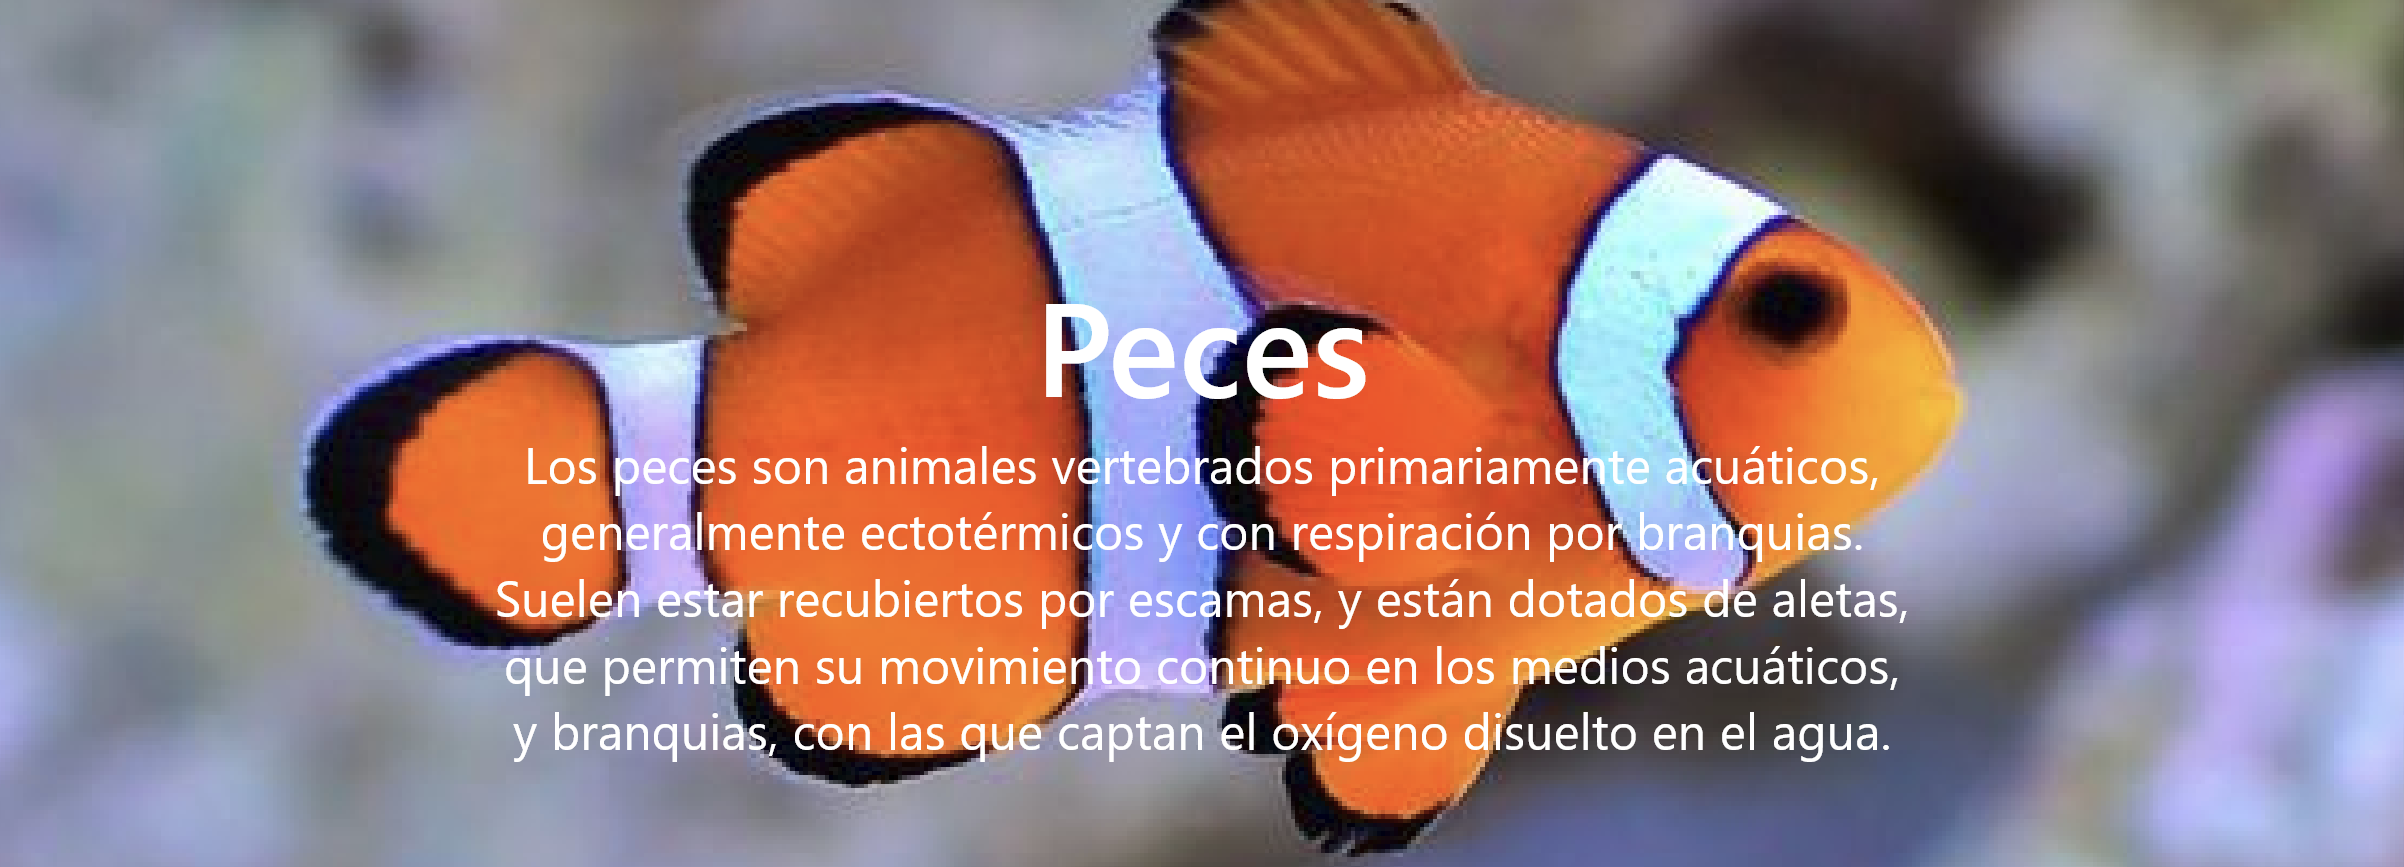 Peces
Los peces son animales vertebrados primariamente acuáticos,
generalmente ectotérmicos y con respiración por branquias.
Suelen estar recubiertos por escamas, y están dotados de aletas,
que permiten su movimiento continuo en los medios acuáticos,
y branquias, con las que captan el oxígeno disuelto en el agua.